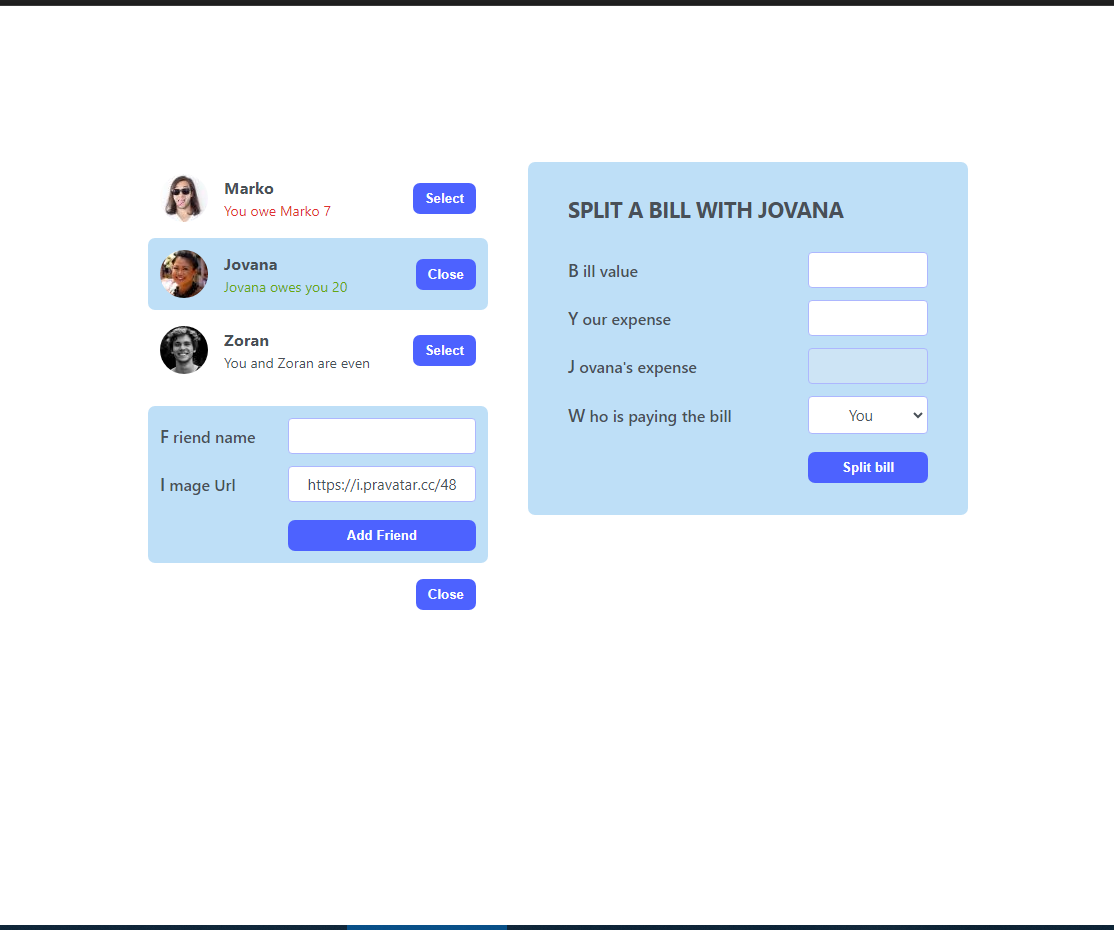 Marko
You owe Marko 7
Select
Jovana
Jovana owes you 20
Close
Zoran
You and Zoran are even
Select
F riend name
I mage Url
https://i.pravatar.cc/48
Add Friend
Close
SPLIT A BILL WITH JOVANA
B ill value
Y our expense
J ovana's expense
W ho is paying the bill
You
Split bill